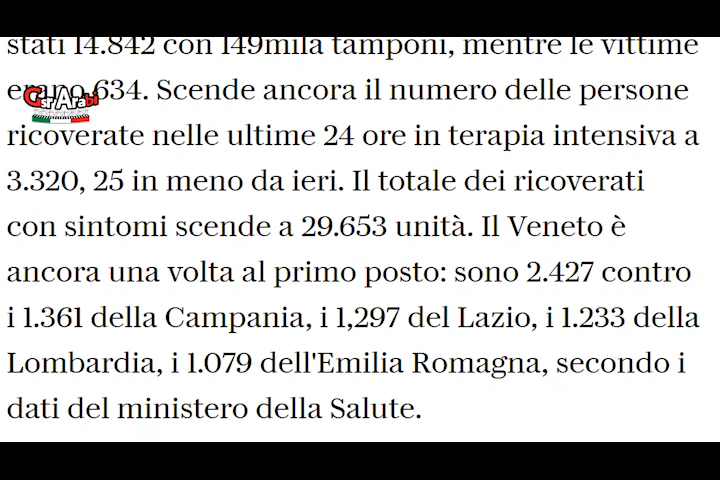 stati 14.842 con 149mila tamponi, mentre le vittime
erano 634. Scende ancora il numero delle persone
GsrArabi
ricoverate nelle ultime 24 ore in terapia intensiva a
3.320, 25 in meno da ieri. Il totale dei ricoverati
con sintomi scende a 29.653 unità. Il Veneto è
ancora una volta al primo posto: sono 2.427 contro
i 1.361 della Campania, i 1,297 del Lazio, i 1.233 della
Lombardia, i 1.079 dell'Emilia Romagna, secondo i
dati del ministero della Salute.